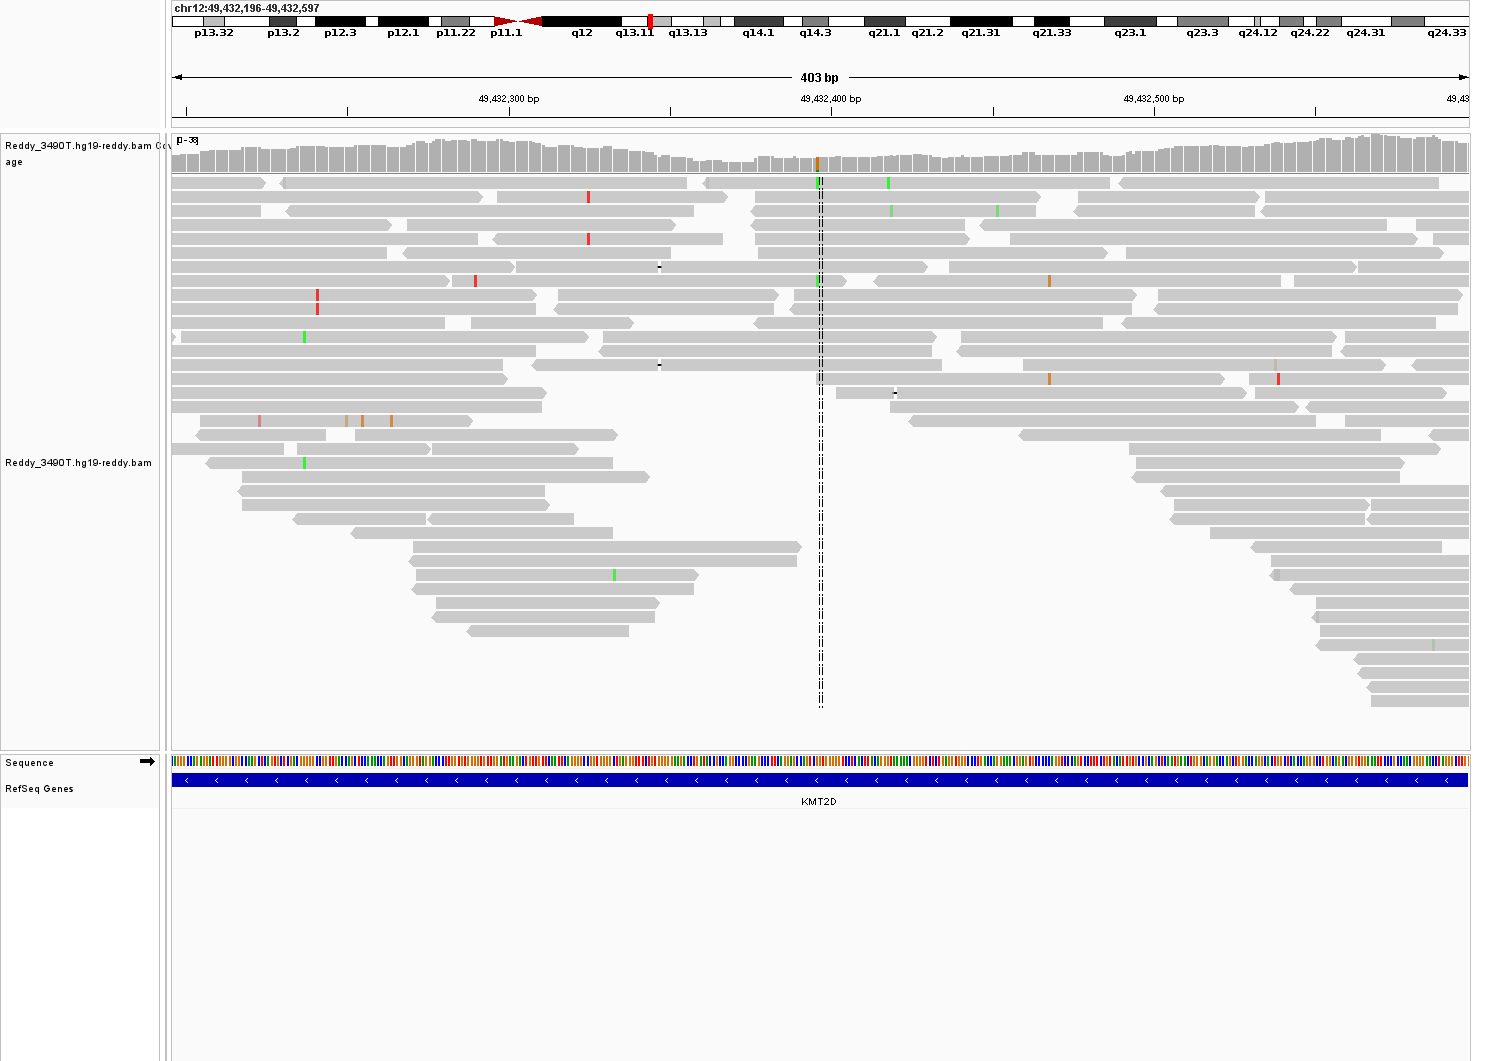 chr12:49,432,196-49,432,597
p13.32 p13.2 p12.3 p12.1 p11.22 p11.1 q12 q13.11 q13.13 q14.1 q14.3 q21.1 q21.2 q21.31 q21.33 q23.1 q23.3 q24.12 q24.22 q24.31 q24.33
403 bp
49,432,300 bp 49,432,400 bp 49,432,500 bp 49,43
[0-38]
Reddy_3490T.hg19-reddy.bam Cov
age
Reddy_3490T.hg19-reddy.bam
Sequence
RefSeq Genes
KMT2D